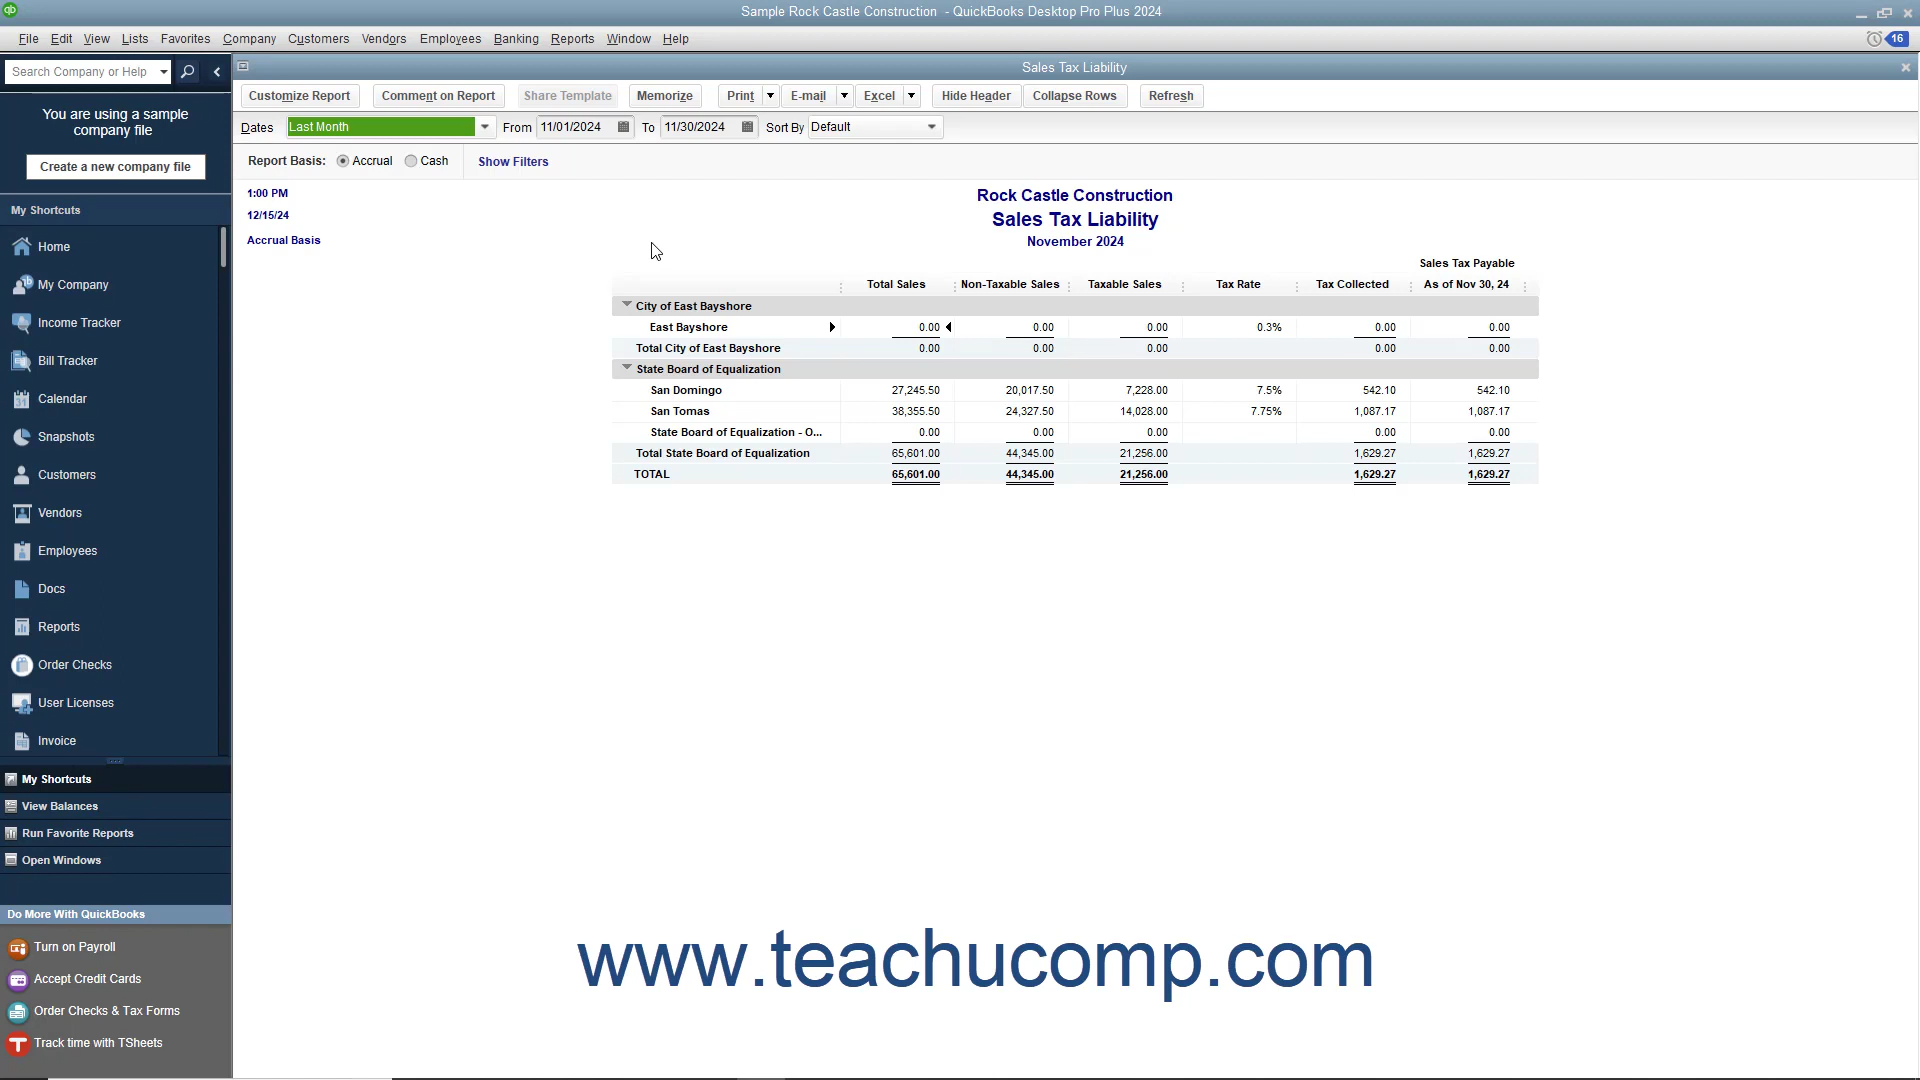 Sample Rock Castle Construction - QuickBooks Desktop Pro Plus 2024
File Edit View Lists Favorites Company Customers Vendors Employees Banking Reports Window Help
16
Search Company or Help
Sales Tax Liability
Customize Report Comment on Report Share Template Memorize Print E-mail Excel Hide Header Collapse Rows Refresh
Dates Last Month From 11/01/2024 To 11/30/2024 Sort By Default
Report Basis: Accrual Cash Show Filters
You are using a sample
company file
Create a new company file
My Shortcuts
Home
My Company
Income Tracker
Bill Tracker
Calendar
Snapshots
Customers
Vendors
Employees
Docs
Reports
Order Checks
User Licenses
Invoice
My Shortcuts
View Balances
Run Favorite Reports
Open Windows
Do More With QuickBooks
Turn on Payroll
Accept Credit Cards
Order Checks & Tax Forms
Track time with TSheets
1:00 PM
12/15/24
Accrual Basis
Rock Castle Construction
Sales Tax Liability
November 2024
Sales Tax Payable
Total Sales Non-Taxable Sales Taxable Sales Tax Rate Tax Collected As of Nov 30, 24
City of East Bayshore
East Bayshore 0.00 0.00 0.00 0.3% 0.00 0.00
Total City of East Bayshore 0.00 0.00 0.00 0.00 0.00
State Board of Equalization
San Domingo 27,245.50 20,017.50 7,228.00 7.5% 542.10 542.10
San Tomas 38,355.50 24,327.50 14,028.00 7.75% 1,087.17 1,087.17
State Board of Equalization - O... 0.00 0.00 0.00 0.00 0.00
Total State Board of Equalization 65,601.00 44,345.00 21,256.00 1,629.27 1,629.27
TOTAL 65,601.00 44,345.00 21,256.00 1,629.27 1,629.27
www.teachucomp.com